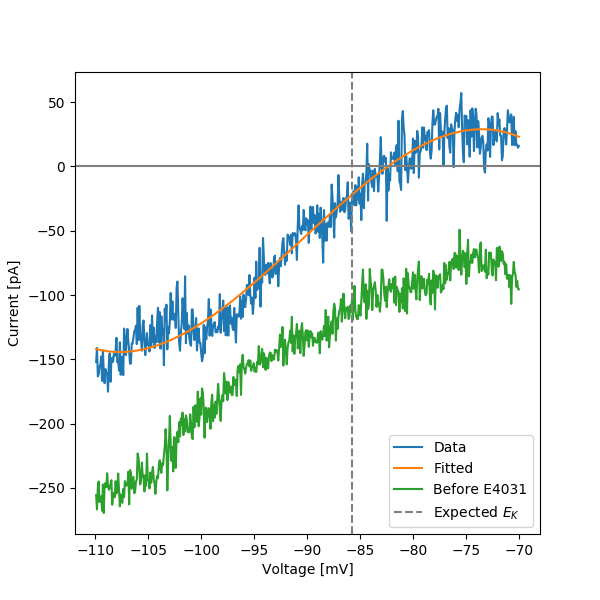 50
0
−50
−100
−150
−200
−250
Current [pA]
Data
Fitted
Before E4031
Expected E_K
−110 −105 −100 −95 −90 −85 −80 −75 −70
Voltage [mV]